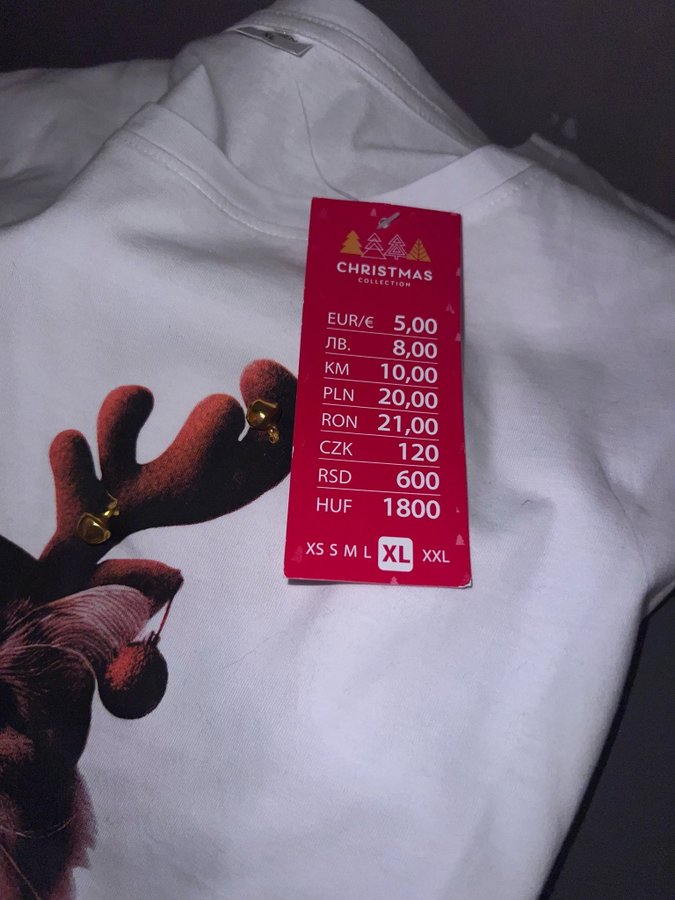 CHRISTMAS
COLLECTION
EUR/€ 5,00
ЛВ. 8,00
KM 10,00
PLN 20,00
RON 21,00
CZK 120
RSD 600
HUF 1800
XS S M L XL XXL